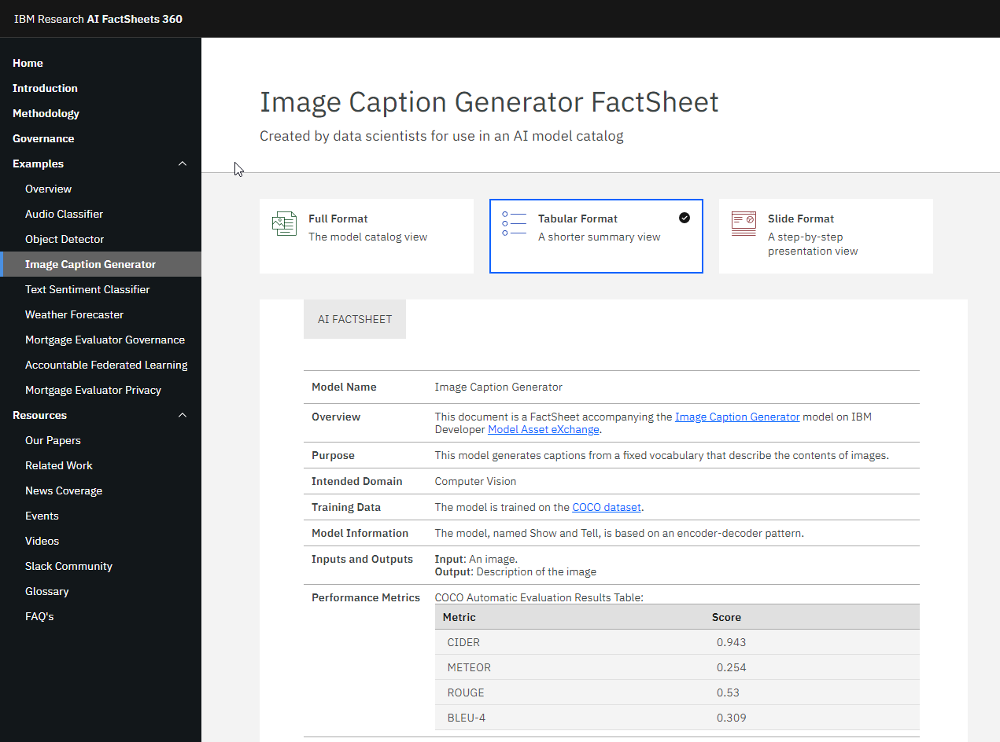 IBM Research AI FactSheets 360
Home
Introduction
Methodology
Governance
Examples
Overview
Audio Classifier
Object Detector
Image Caption Generator
Text Sentiment Classifier
Weather Forecaster
Mortgage Evaluator Governance
Accountable Federated Learning
Mortgage Evaluator Privacy
Resources
Our Papers
Related Work
News Coverage
Events
Videos
Slack Community
Glossary
FAQ's
Image Caption Generator FactSheet
Created by data scientists for use in an AI model catalog
Full Format
The model catalog view
Tabular Format
A shorter summary view
Slide Format
A step-by-step
presentation view
AI FACTSHEET
Model Name Image Caption Generator
Overview This document is a FactSheet accompanying the Image Caption Generator model on IBM
Developer Model Asset eXchange.
Purpose This model generates captions from a fixed vocabulary that describe the contents of images.
Intended Domain Computer Vision
Training Data The model is trained on the COCO dataset.
Model Information The model, named Show and Tell, is based on an encoder-decoder pattern.
Inputs and Outputs Input: An image.
Output: Description of the image
Performance Metrics COCO Automatic Evaluation Results Table:
Metric Score
CIDER 0.943
METEOR 0.254
ROUGE 0.53
BLEU-4 0.309